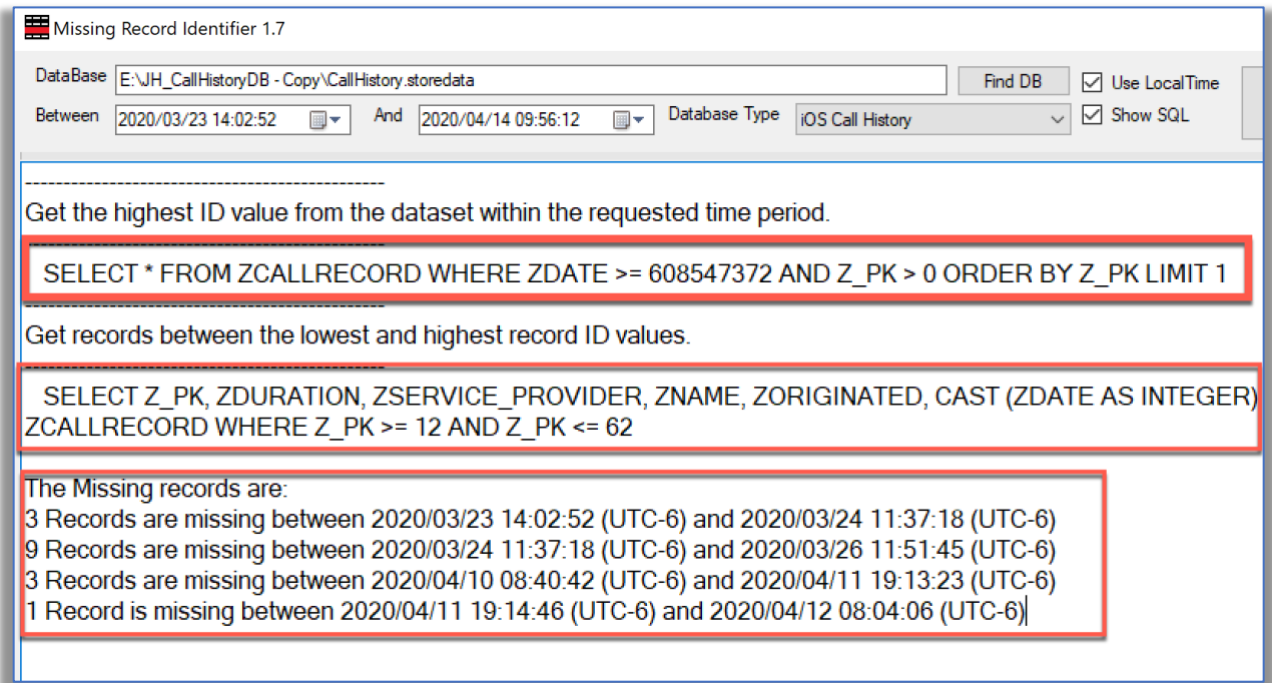 Missing Record Identifier 1.7
DataBase E:\JH_CallHistoryDB - Copy\CallHistory.storedata Find DB Use LocalTime
Between 2020/03/23 14:02:52 And 2020/04/14 09:56:12 Database Type iOS Call History Show SQL
------------------------------------------------
Get the highest ID value from the dataset within the requested time period.
------------------------------------------------
SELECT * FROM ZCALLRECORD WHERE ZDATE >= 608547372 AND Z_PK > 0 ORDER BY Z_PK LIMIT 1
------------------------------------------------
Get records between the lowest and highest record ID values.
------------------------------------------------
SELECT Z_PK, ZDURATION, ZSERVICE_PROVIDER, ZNAME, ZORIGINATED, CAST (ZDATE AS INTEGER)
ZCALLRECORD WHERE Z_PK >= 12 AND Z_PK <= 62
The Missing records are:
3 Records are missing between 2020/03/23 14:02:52 (UTC-6) and 2020/03/24 11:37:18 (UTC-6)
9 Records are missing between 2020/03/24 11:37:18 (UTC-6) and 2020/03/26 11:51:45 (UTC-6)
3 Records are missing between 2020/04/10 08:40:42 (UTC-6) and 2020/04/11 19:13:23 (UTC-6)
1 Record is missing between 2020/04/11 19:14:46 (UTC-6) and 2020/04/12 08:04:06 (UTC-6)